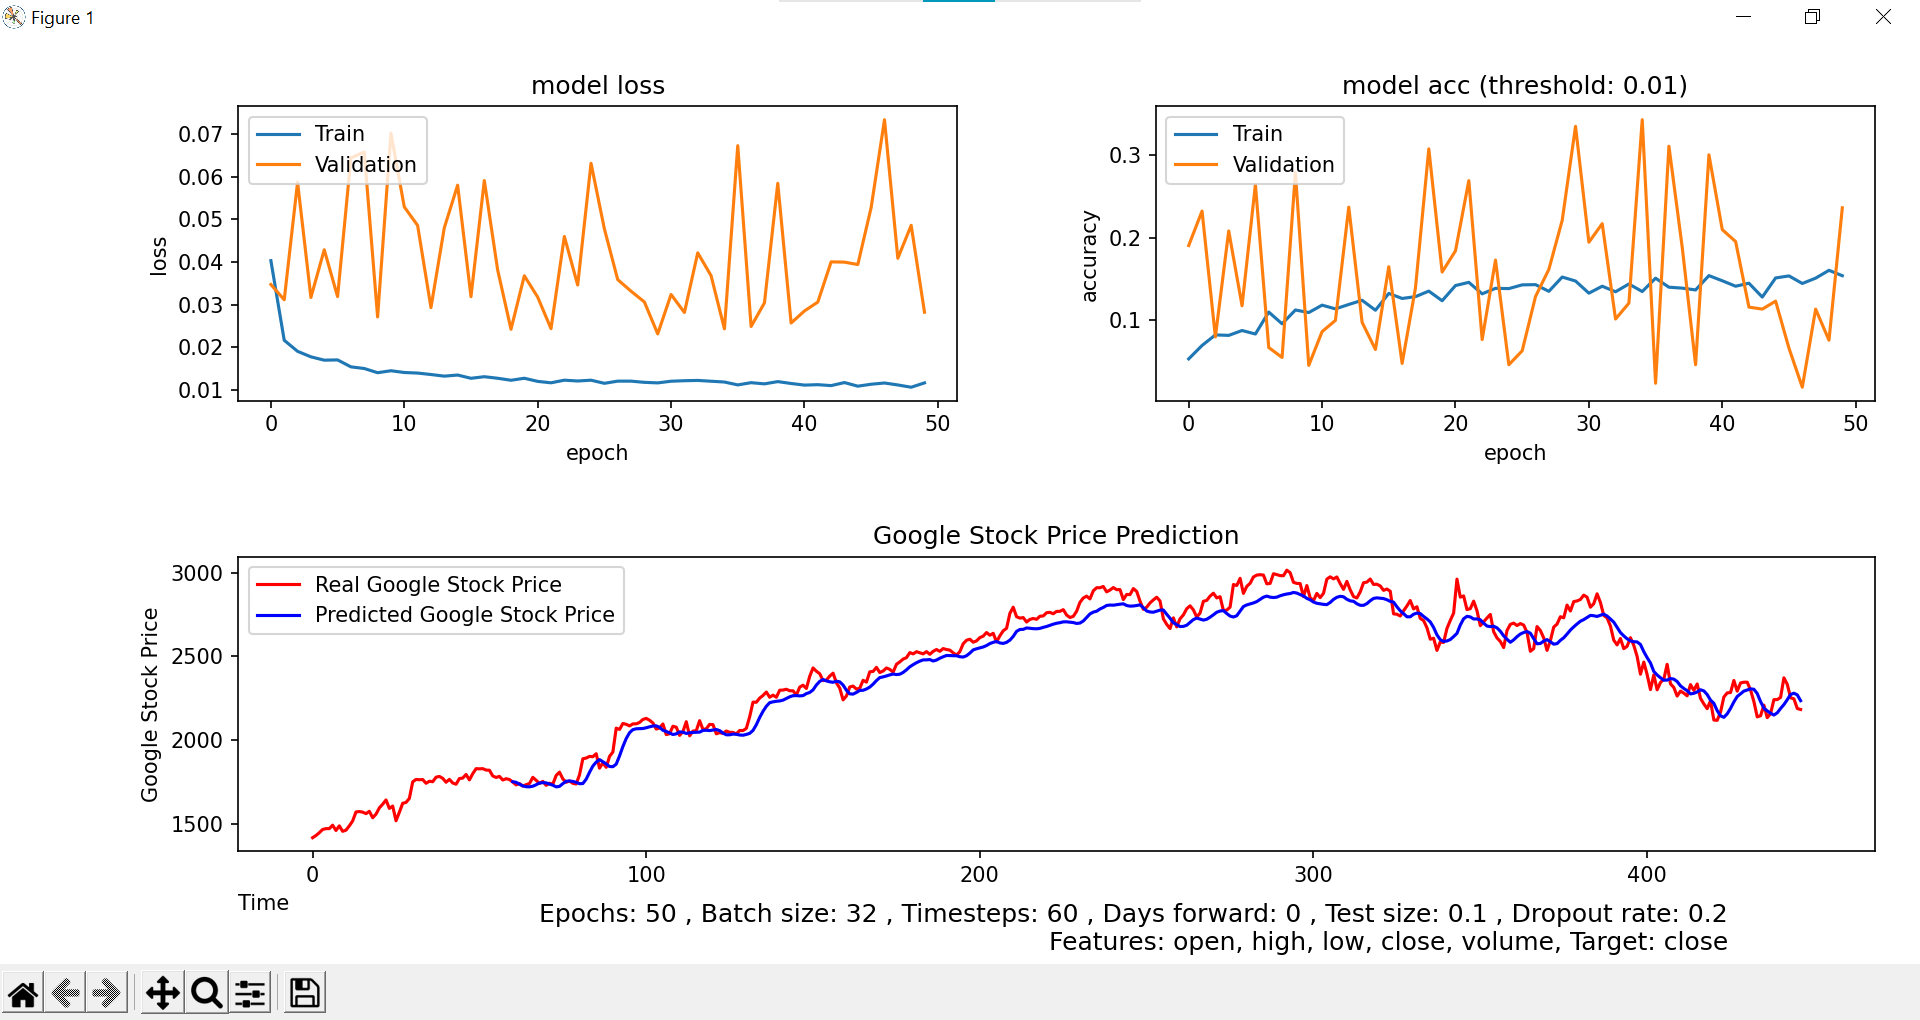 Figure 1
model loss
Train
Validation
0.07
0.06
0.05
0.04
0.03
0.02
0.01
loss
0 10 20 30 40 50
epoch
model acc (threshold: 0.01)
Train
Validation
0.3
0.2
0.1
accuracy
0 10 20 30 40 50
epoch
Google Stock Price Prediction
Real Google Stock Price
Predicted Google Stock Price
3000
2500
2000
1500
Google Stock Price
0 100 200 300 400
Time
Epochs: 50 , Batch size: 32 , Timesteps: 60 , Days forward: 0 , Test size: 0.1 , Dropout rate: 0.2
Features: open, high, low, close, volume, Target: close